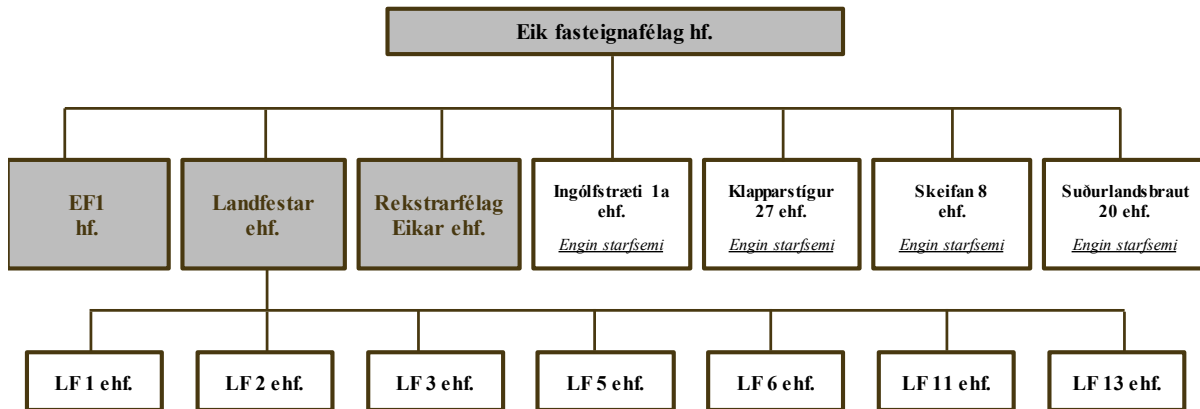 Eik fasteignafélag hf.
EF1
hf.
Landfestar
ehf.
Rekstrarfélag
Eikar ehf.
Ingólfstræti 1a
ehf.
Engin starfsemi
Klapparstígur
27 ehf.
Engin starfsemi
Skeifan 8
ehf.
Engin starfsemi
Suðurlandsbraut
20 ehf.
Engin starfsemi
LF 1 ehf.
LF 2 ehf.
LF 3 ehf.
LF 5 ehf.
LF 6 ehf.
LF 11 ehf.
LF 13 ehf.